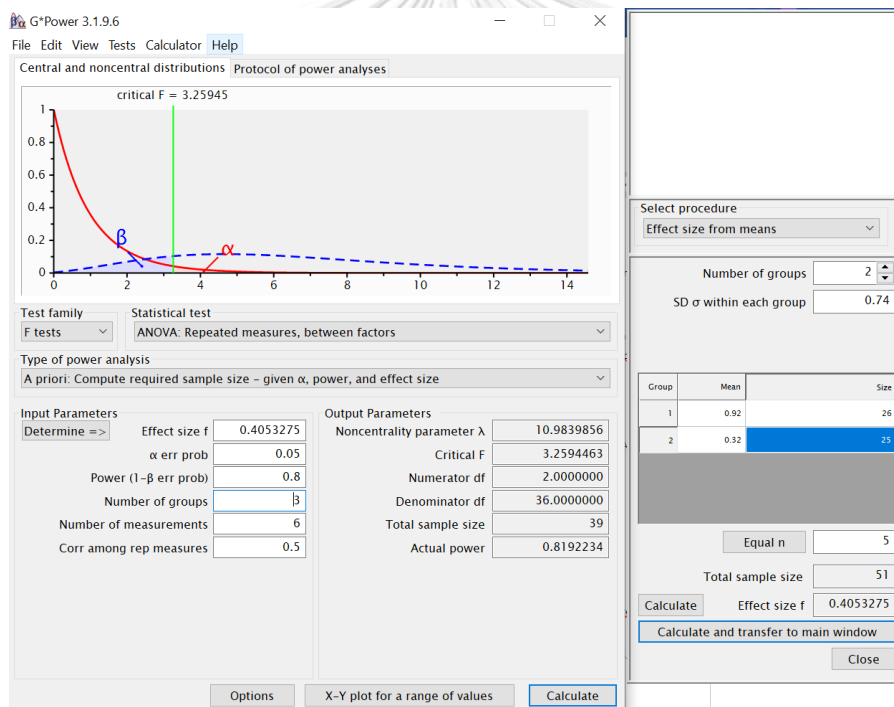 G*Power 3.1.9.6
File Edit View Tests Calculator Help
Central and noncentral distributions Protocol of power analyses
critical F = 3.25945
1
0.8
0.6
0.4
0.2
0
β
α
0 2 4 6 8 10 12 14
Test family Statistical test
F tests ANOVA: Repeated measures, between factors
Type of power analysis
A priori: Compute required sample size – given α, power, and effect size
Input Parameters
Determine => Effect size f 0.4053275
α err prob 0.05
Power (1-β err prob) 0.8
Number of groups 3
Number of measurements 6
Corr among rep measures 0.5
Output Parameters
Noncentrality parameter λ 10.9839856
Critical F 3.2594463
Numerator df 2.0000000
Denominator df 36.0000000
Total sample size 39
Actual power 0.8192234
Options X-Y plot for a range of values Calculate
Select procedure
Effect size from means
Number of groups 2
SD σ within each group 0.74
Group Mean Size
1 0.92 26
2 0.32 25
Equal n 5
Total sample size 51
Calculate Effect size f 0.4053275
Calculate and transfer to main window
Close